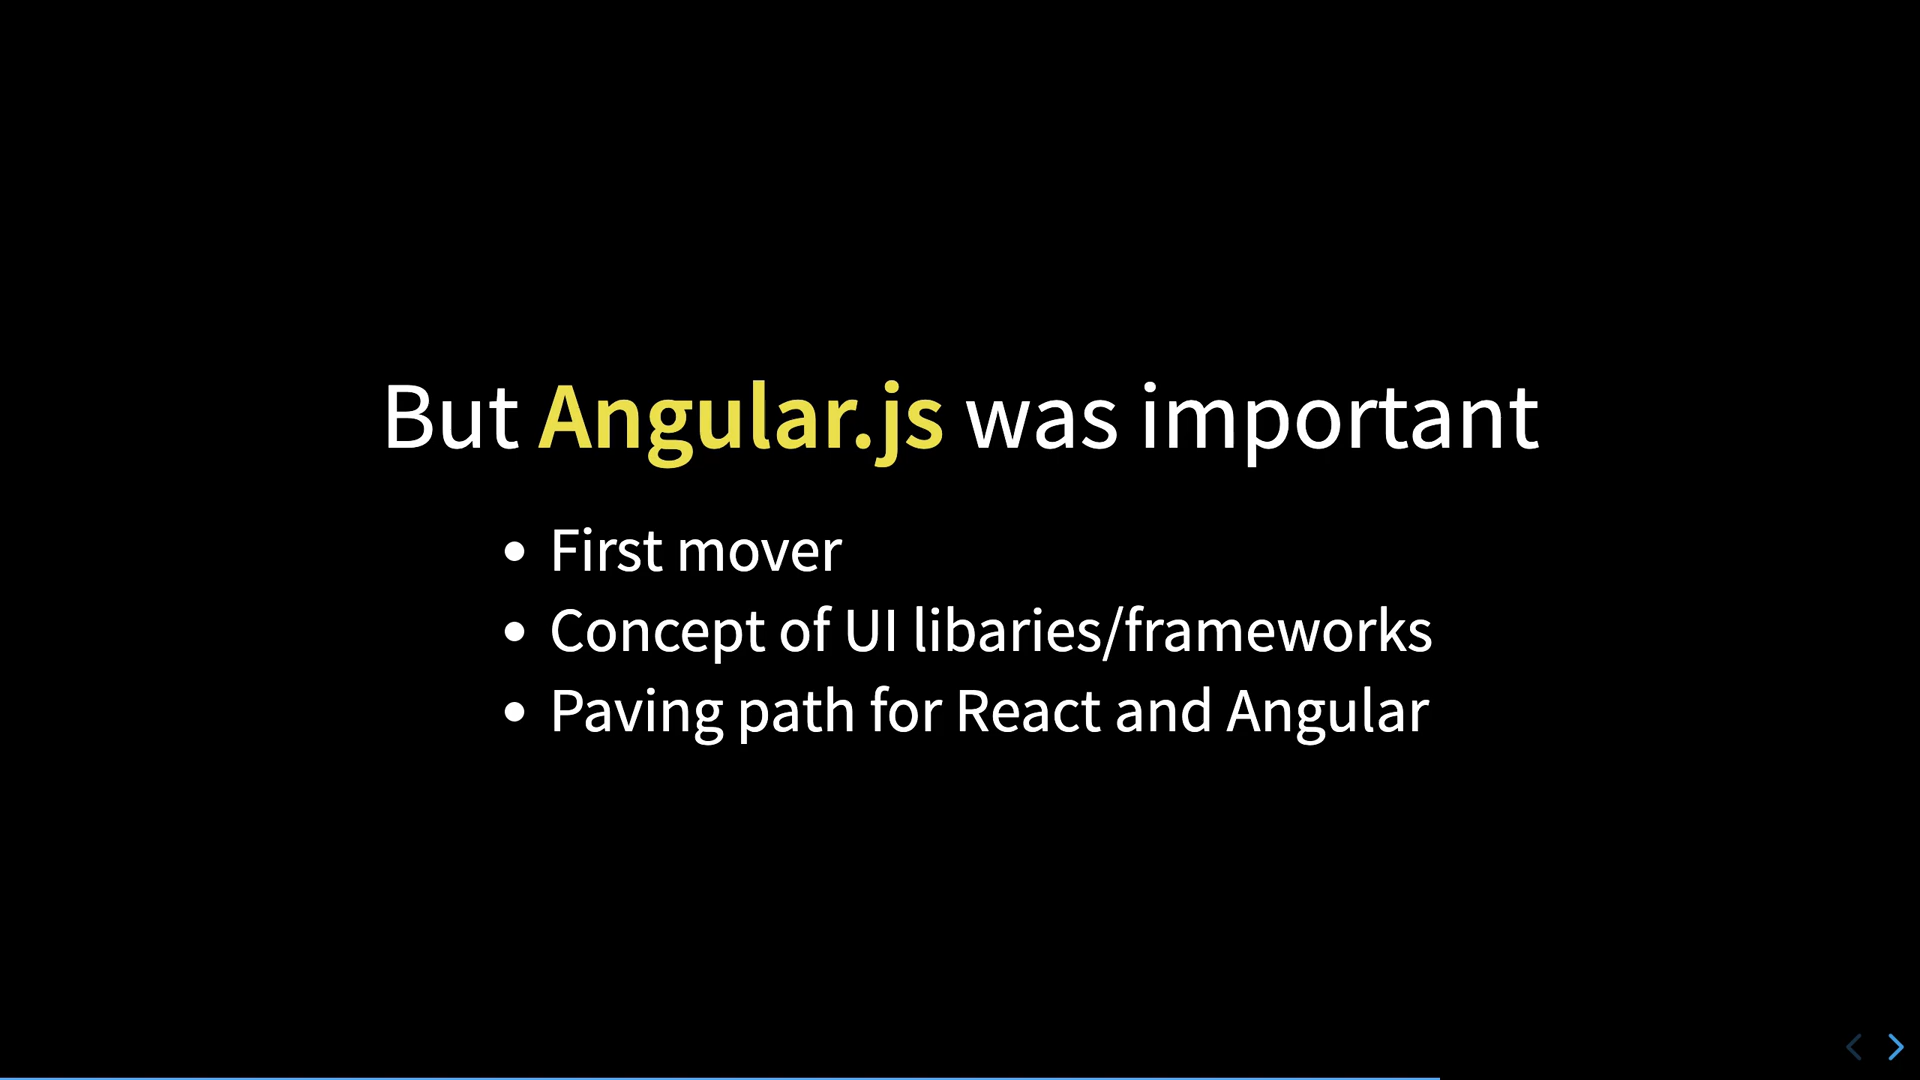 But Angular.js was important
• First mover
• Concept of UI libaries/frameworks
• Paving path for React and Angular